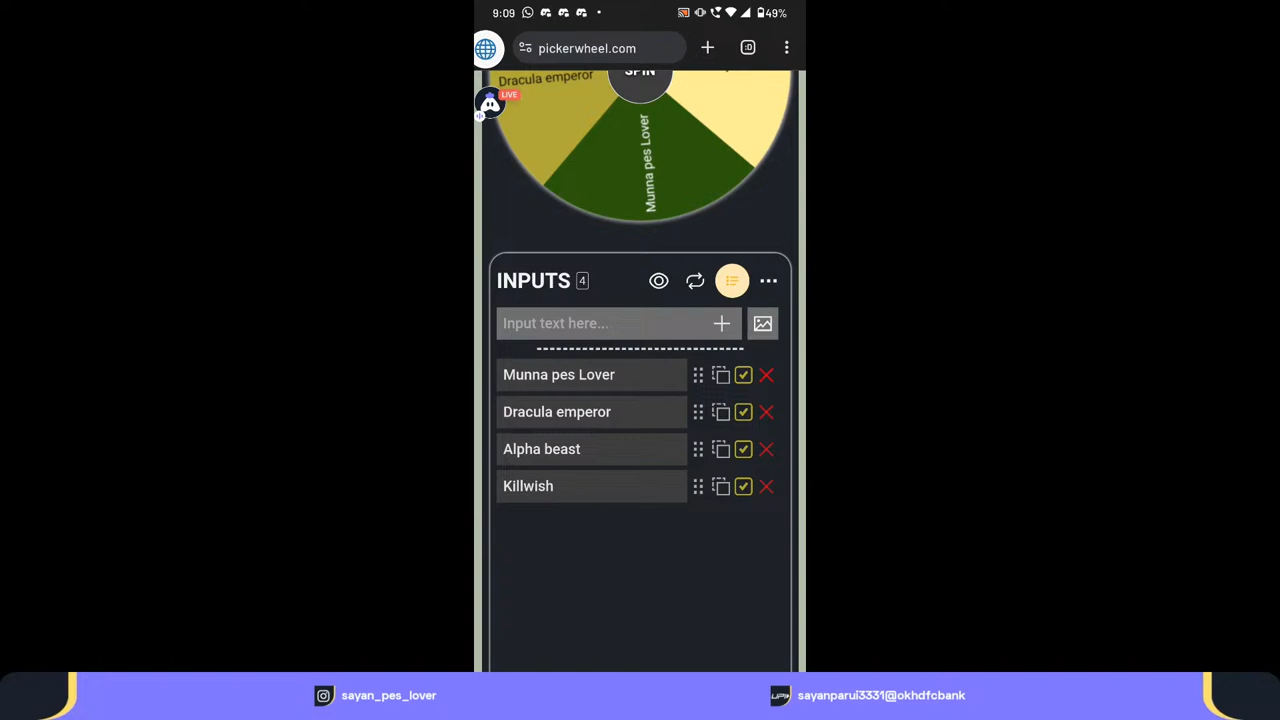 9:09
49%
pickerwheel.com
:D
SPIN
Dracula emperor
LIVE
Munna pes Lover
INPUTS 4
Input text here...
Munna pes Lover
Dracula emperor
Alpha beast
Killwish
sayan_pes_lover
UPI sayanparui3331@okhdfcbank